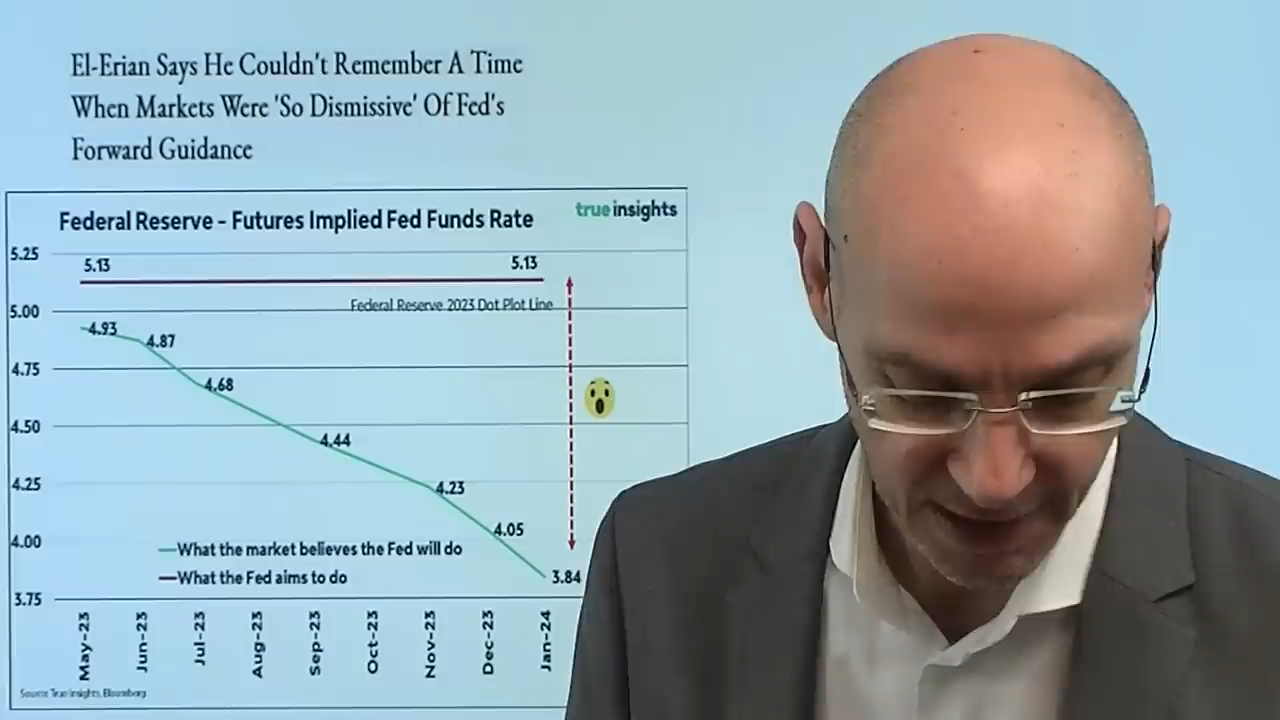 El-Erian Says He Couldn't Remember A Time
When Markets Were 'So Dismissive' Of Fed's
Forward Guidance
Federal Reserve - Futures Implied Fed Funds Rate
trueinsights
5.25
5.13
5.13
Federal Reserve 2023 Dot Plot Line
5.00
4.93
4.87
4.75
4.68
4.50
4.44
4.25
4.23
4.05
4.00
What the market believes the Fed will do
What the Fed aims to do
3.84
3.75
May-23
Jun-23
Jul-23
Aug-23
Sep-23
Oct-23
Nov-23
Dec-23
Jan-24
Source: True Insights, Bloomberg